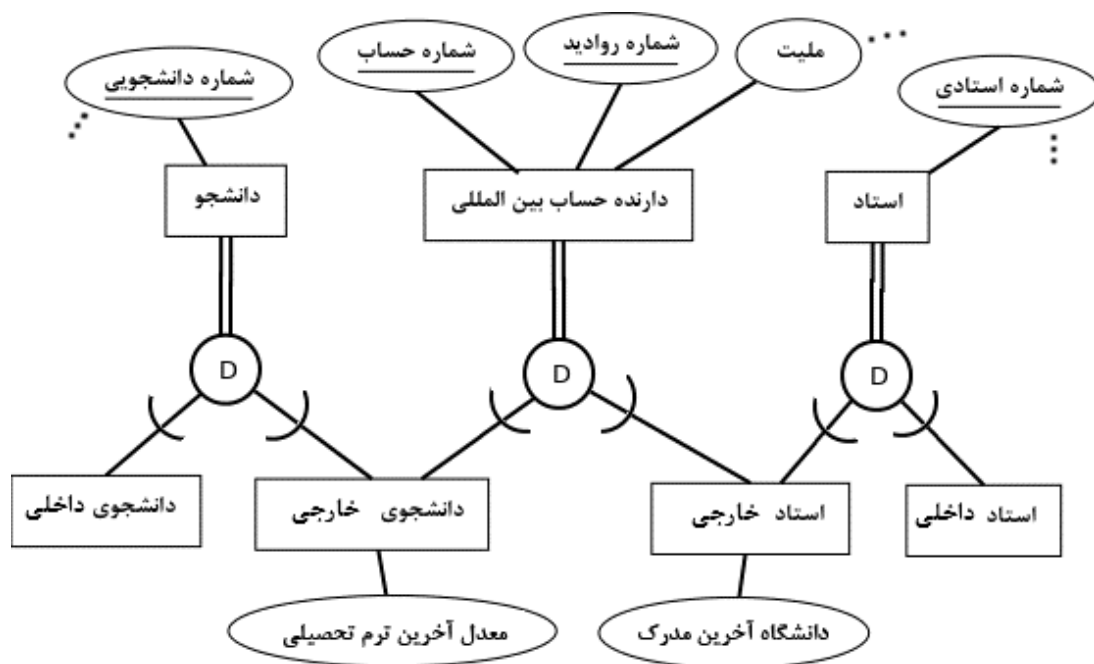 شماره دانشجویی
شماره حساب
شماره روادید
ملیت
شماره استادی
دانشجو
دارنده حساب بین المللی
استاد
D
D
D
دانشجوی داخلی
دانشجوی خارجی
استاد خارجی
استاد داخلی
معدل آخرین ترم تحصیلی
دانشگاه آخرین مدرک